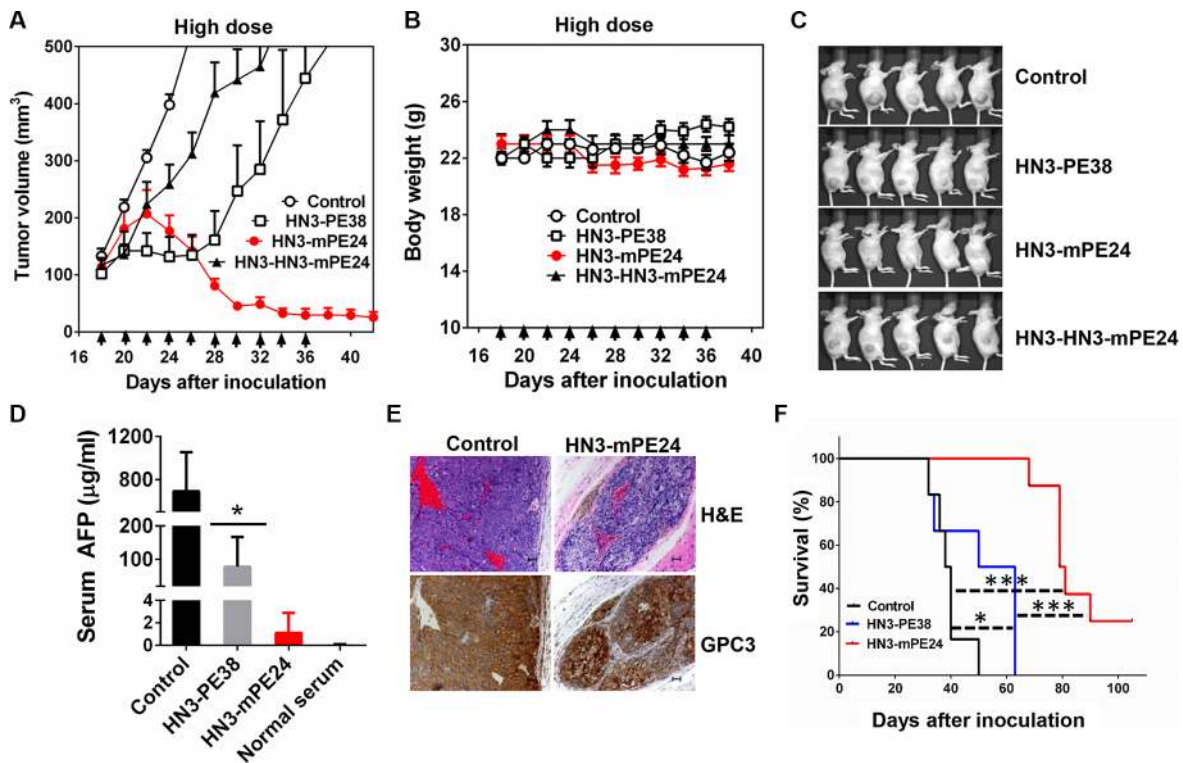 A
High dose
Tumor volume (mm³)
500
400
300
200
100
0
Control
HN3-PE38
HN3-mPE24
HN3-HN3-mPE24
16
20
24
28
32
36
40
Days after inoculation
B
High dose
Body weight (g)
30
26
22
18
14
10
Control
HN3-PE38
HN3-mPE24
HN3-HN3-mPE24
16
20
24
28
32
36
40
Days after inoculation
C
Control
HN3-PE38
HN3-mPE24
HN3-HN3-mPE24
D
Serum AFP (µg/ml)
1200
600
200
100
4
2
0
*
Control
HN3-PE38
HN3-mPE24
Normal serum
E
Control
HN3-mPE24
H&E
GPC3
F
Survival (%)
100
80
60
40
20
0
***
*
***
Control
HN3-PE38
HN3-mPE24
0
20
40
60
80
100
Days after inoculation